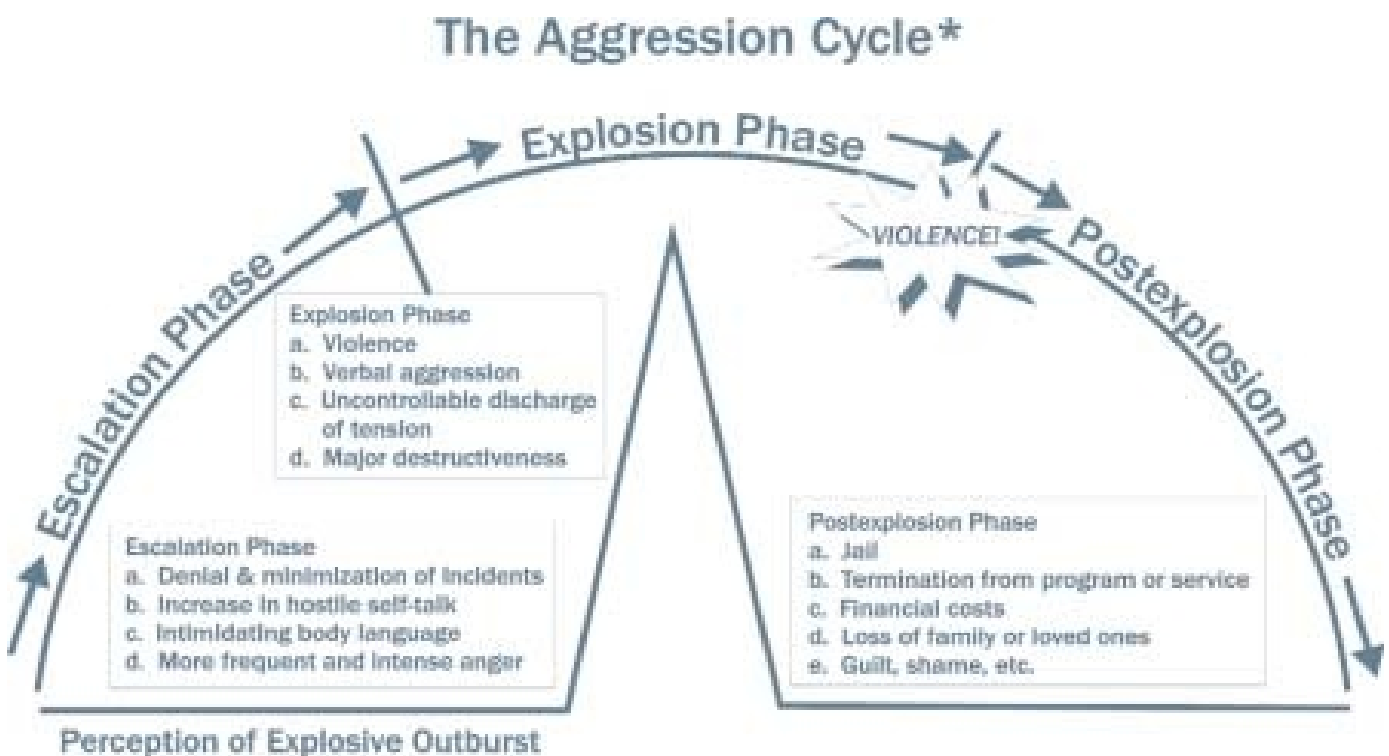 The Aggression Cycle*
Escalation Phase
Explosion Phase
Postexplosion Phase
VIOLENCE!
Explosion Phase
a. Violence
b. Verbal aggression
c. Uncontrollable discharge
of tension
d. Major destructiveness
Escalation Phase
a. Denial & minimization of incidents
b. Increase in hostile self-talk
c. Intimidating body language
d. More frequent and intense anger
Postexplosion Phase
a. Jail
b. Termination from program or service
c. Financial costs
d. Loss of family or loved ones
e. Guilt, shame, etc.
Perception of Explosive Outburst